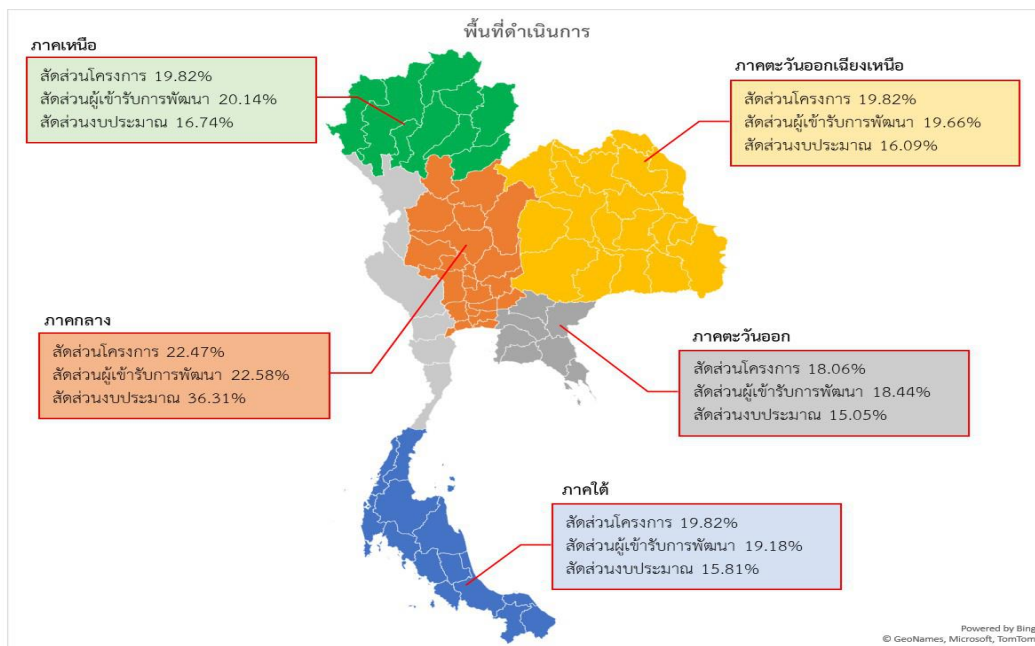 พื้นที่ดำเนินการ
ภาคเหนือ
สัดส่วนโครงการ 19.82%
สัดส่วนผู้เข้ารับการพัฒนา 20.14%
สัดส่วนงบประมาณ 16.74%
ภาคตะวันออกเฉียงเหนือ
สัดส่วนโครงการ 19.82%
สัดส่วนผู้เข้ารับการพัฒนา 19.66%
สัดส่วนงบประมาณ 16.09%
ภาคกลาง
สัดส่วนโครงการ 22.47%
สัดส่วนผู้เข้ารับการพัฒนา 22.58%
สัดส่วนงบประมาณ 36.31%
ภาคตะวันออก
สัดส่วนโครงการ 18.06%
สัดส่วนผู้เข้ารับการพัฒนา 18.44%
สัดส่วนงบประมาณ 15.05%
ภาคใต้
สัดส่วนโครงการ 19.82%
สัดส่วนผู้เข้ารับการพัฒนา 19.18%
สัดส่วนงบประมาณ 15.81%
Powered by Bing
© GeoNames, Microsoft, TomTom